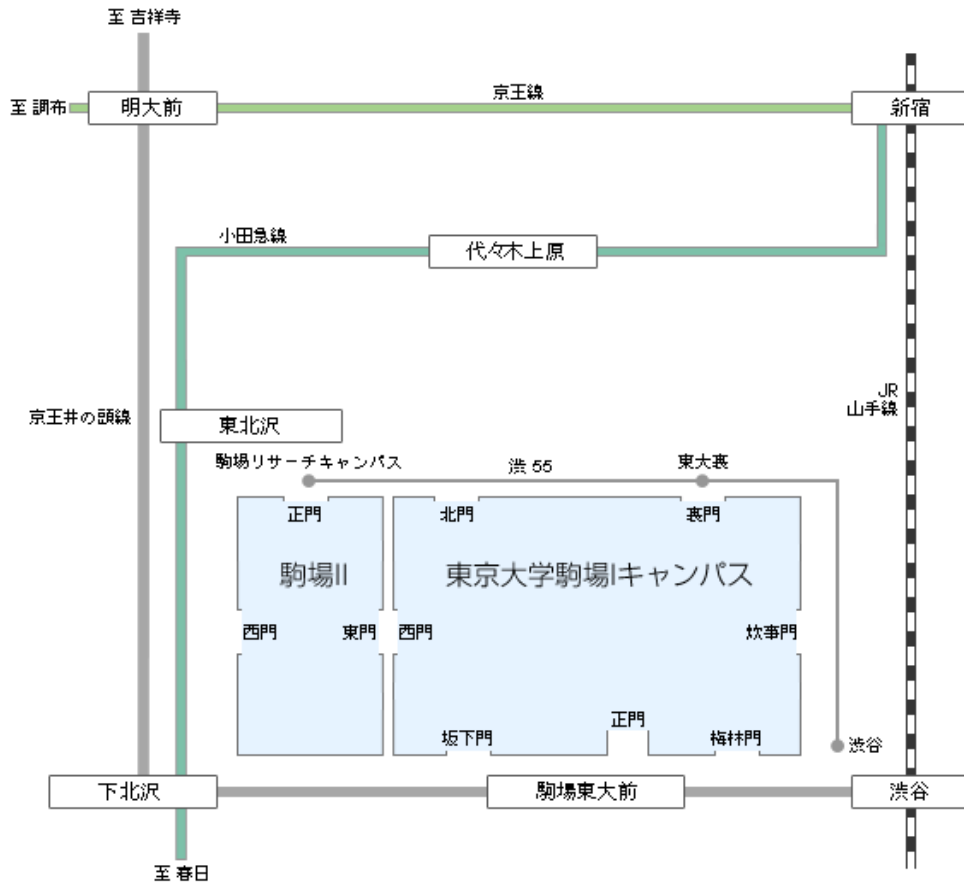 至 吉祥寺
京王線
至 調布
明大前
新宿
小田急線
代々木上原
JR
山手線
京王井の頭線
東北沢
駒場リサーチキャンパス
渋 55
東大裏
正門
北門
裏門
駒場II
東京大学駒場Iキャンパス
西門
東門
西門
炊事門
正門
坂下門
梅林門
渋谷
下北沢
駒場東大前
渋谷
至 春日